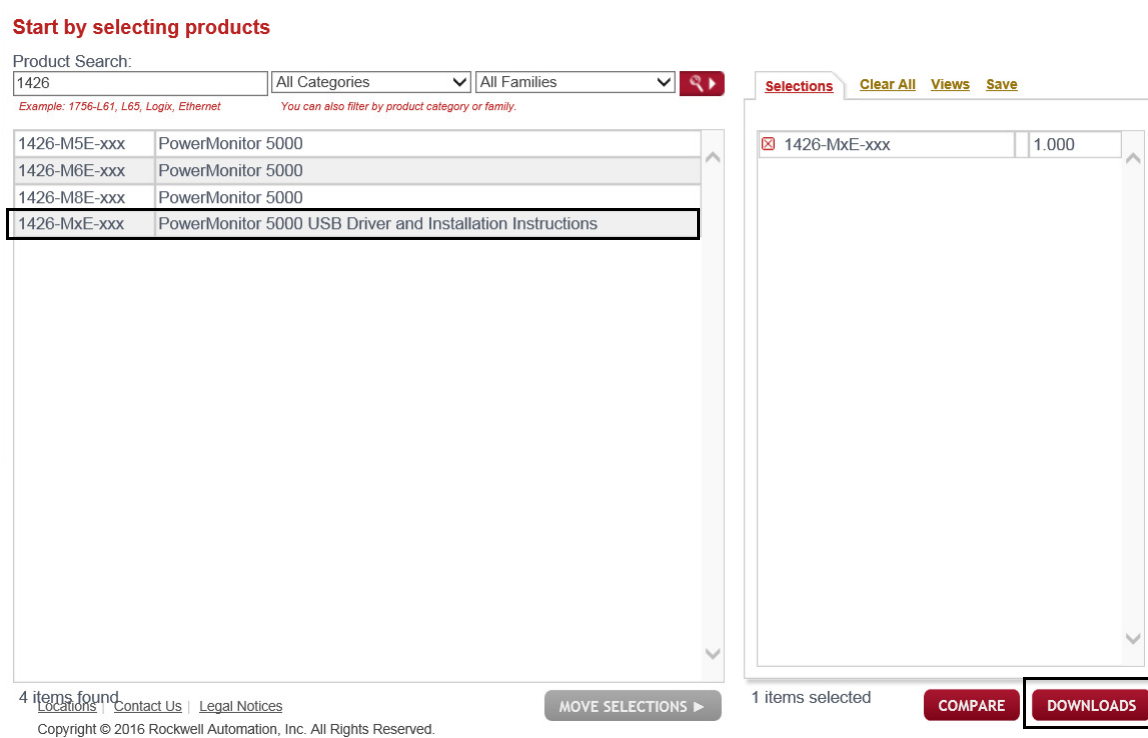 Start by selecting products
Product Search:
1426
All Categories
All Families
Example: 1756-L61, L65, Logix, Ethernet
You can also filter by product category or family.
1426-M5E-xxx PowerMonitor 5000
1426-M6E-xxx PowerMonitor 5000
1426-M8E-xxx PowerMonitor 5000
1426-MxE-xxx PowerMonitor 5000 USB Driver and Installation Instructions
4 items found
MOVE SELECTIONS
Locations | Contact Us | Legal Notices
Copyright © 2016 Rockwell Automation, Inc. All Rights Reserved.
Selections Clear All Views Save
1426-MxE-xxx 1.000
1 items selected
COMPARE
DOWNLOADS